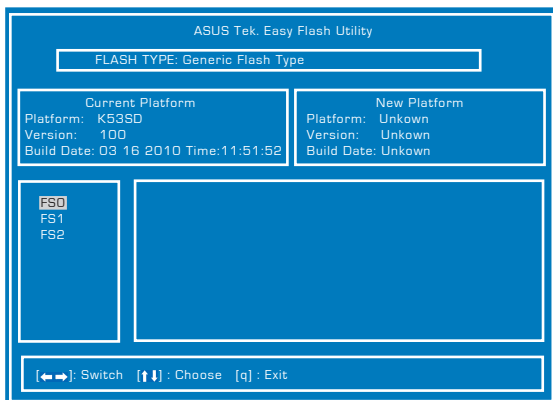 ASUS Tek. Easy Flash Utility
FLASH TYPE: Generic Flash Type
Current Platform
Platform: K53SD
Version: 100
Build Date: 03 16 2010 Time:11:51:52
New Platform
Platform: Unkown
Version: Unkown
Build Date: Unkown
FS0
FS1
FS2
[←→]: Switch [↑↓] : Choose [q] : Exit